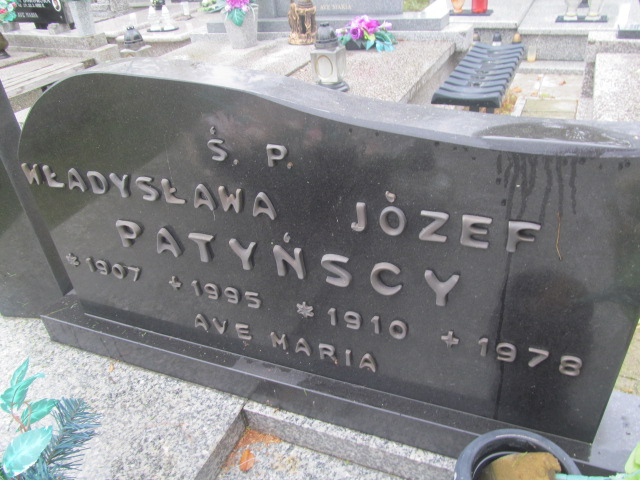 Ś. P.
WŁADYSŁAWA JÓZEF
PATYŃSCY
*1907 +1995 *1910 +1978
AVE MARIA